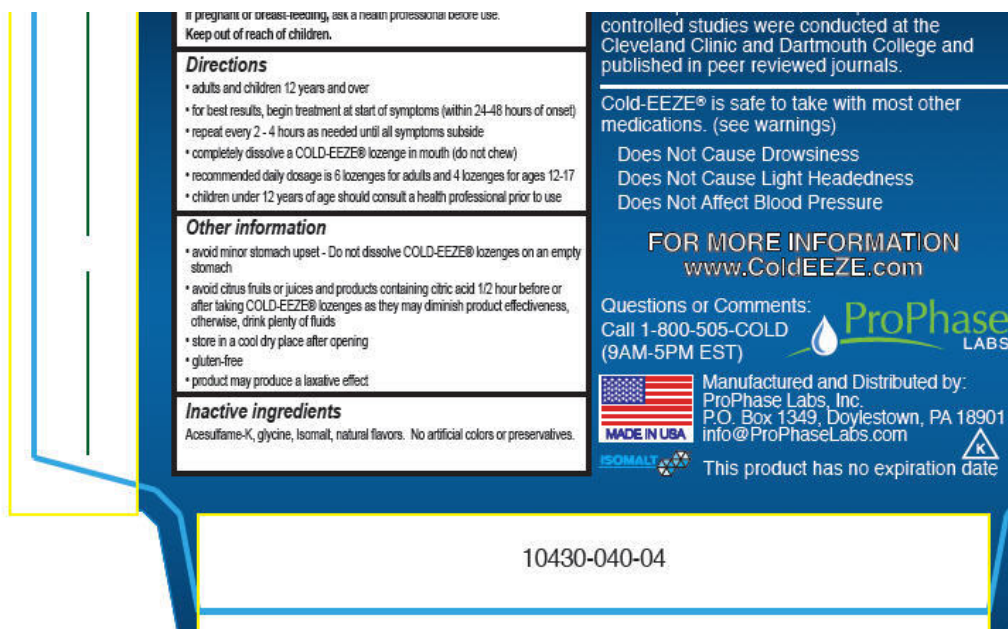 If pregnant or breast-feeding, ask a health professional before use.
Keep out of reach of children.
Directions
• adults and children 12 years and over
• for best results, begin treatment at start of symptoms (within 24-48 hours of onset)
• repeat every 2 - 4 hours as needed until all symptoms subside
• completely dissolve a COLD-EEZE® lozenge in mouth (do not chew)
• recommended daily dosage is 6 lozenges for adults and 4 lozenges for ages 12-17
• children under 12 years of age should consult a health professional prior to use
Other information
• avoid minor stomach upset - Do not dissolve COLD-EEZE® lozenges on an empty
stomach
• avoid citrus fruits or juices and products containing citric acid 1/2 hour before or
after taking COLD-EEZE® lozenges as they may diminish product effectiveness,
otherwise, drink plenty of fluids
• store in a cool dry place after opening
• gluten-free
• product may produce a laxative effect
Inactive ingredients
Acesulfame-K, glycine, Isomalt, natural flavors. No artificial colors or preservatives.
controlled studies were conducted at the
Cleveland Clinic and Dartmouth College and
published in peer reviewed journals.
Cold-EEZE® is safe to take with most other
medications. (see warnings)
Does Not Cause Drowsiness
Does Not Cause Light Headedness
Does Not Affect Blood Pressure
FOR MORE INFORMATION
www.ColdEEZE.com
Questions or Comments:
Call 1-800-505-COLD
(9AM-5PM EST)
ProPhase
LABS
MADE IN USA
Manufactured and Distributed by:
ProPhase Labs, Inc.
P.O. Box 1349, Doylestown, PA 18901
info@ProPhaseLabs.com
K
ISOMALT
This product has no expiration date
10430-040-04